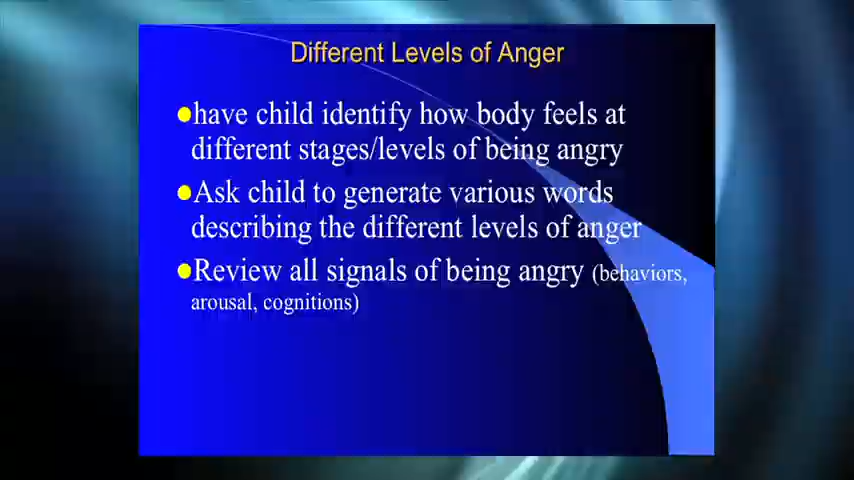 Different Levels of Anger
have child identify how body feels at
different stages/levels of being angry
Ask child to generate various words
describing the different levels of anger
Review all signals of being angry (behaviors,
arousal, cognitions)